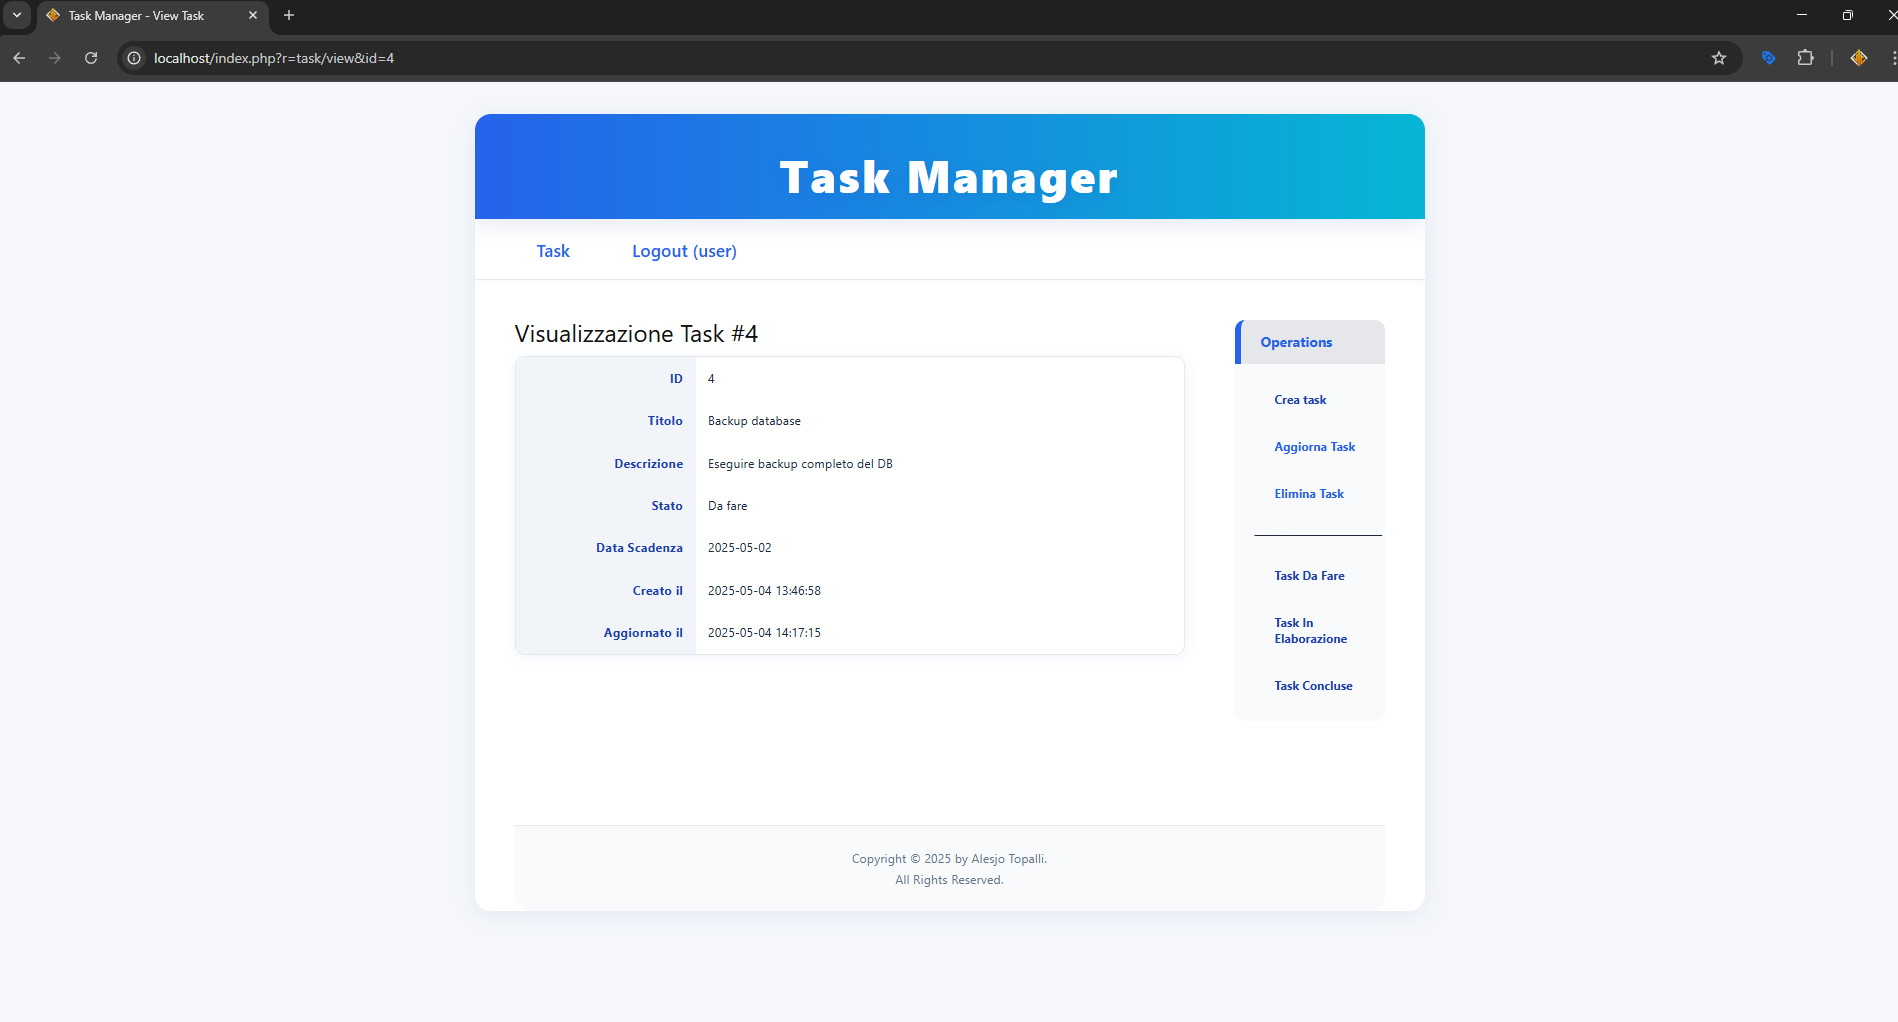 Task Manager - View Task
localhost/index.php?r=task/view&id=4
Task Manager
Task
Logout (user)
Visualizzazione Task #4
ID 4
Titolo Backup database
Descrizione Eseguire backup completo del DB
Stato Da fare
Data Scadenza 2025-05-02
Creato il 2025-05-04 13:46:58
Aggiornato il 2025-05-04 14:17:15
Operations
Crea task
Aggiorna Task
Elimina Task
Task Da Fare
Task In
Elaborazione
Task Concluse
Copyright © 2025 by Alesjo Topalli.
All Rights Reserved.